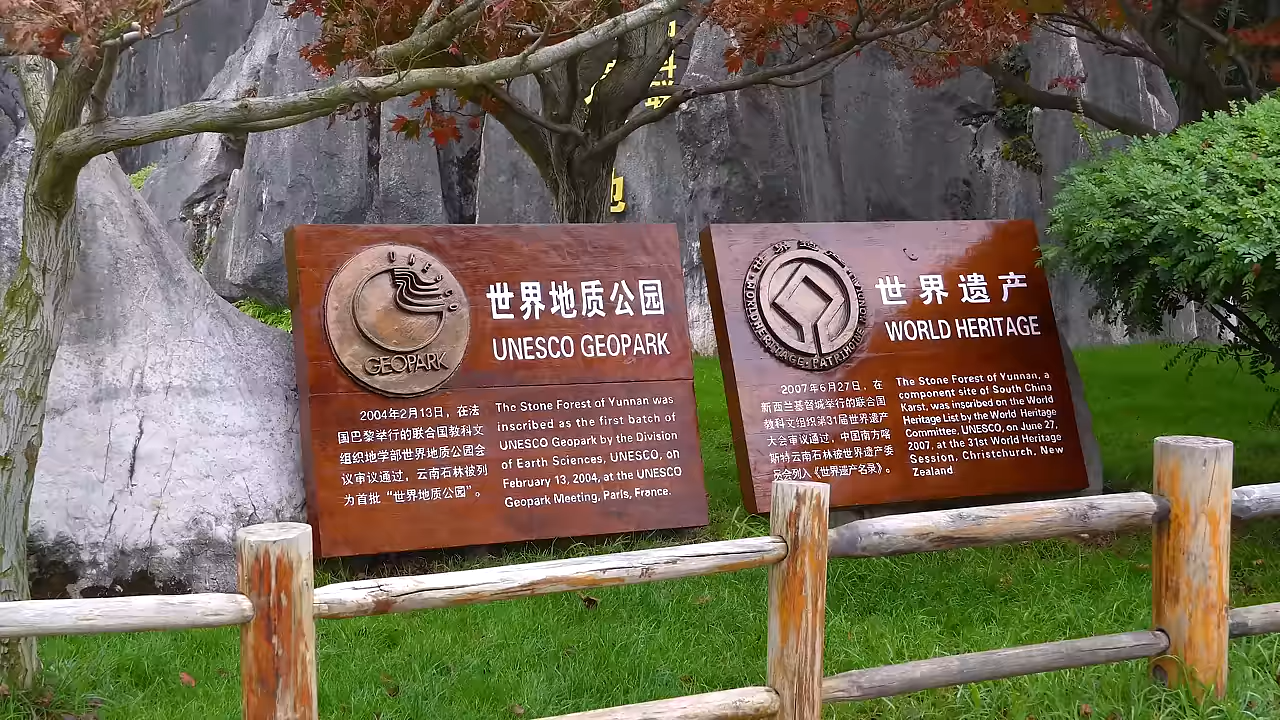 UNESCO
GEOPARK
世界地质公园
UNESCO GEOPARK
2004年2月13日，在法
国巴黎举行的联合国教科文
组织地学部世界地质公园会
议审议通过，云南石林被列
为首批“世界地质公园”。
The Stone Forest of Yunnan was
inscribed as the first batch of
UNESCO Geopark by the Division
of Earth Sciences, UNESCO, on
February 13, 2004, at the UNESCO
Geopark Meeting, Paris, France.
WORLD HERITAGE • PATRIMOINE MONDIAL
世界遗产
WORLD HERITAGE
2007年6月27日，在
新西兰基督城举行的联合国
教科文组织第31届世界遗产
大会审议通过，中国南方喀
斯特云南石林被世界遗产委
员会列入《世界遗产名录》。
The Stone Forest of Yunnan, a
component site of South China
Karst, was inscribed on the World
Heritage List by the World Heritage
Committee, UNESCO, on June 27,
2007, at the 31st World Heritage
Session, Christchurch, New
Zealand